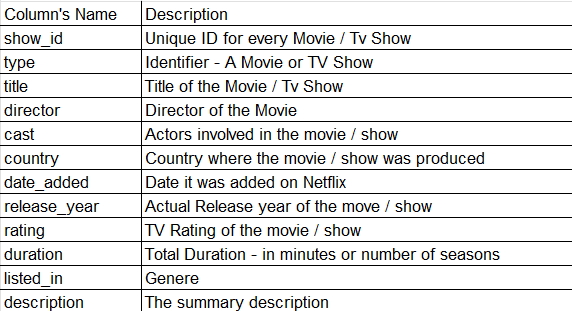 Column's Name Description
show_id Unique ID for every Movie / Tv Show
type Identifier - A Movie or TV Show
title Title of the Movie / Tv Show
director Director of the Movie
cast Actors involved in the movie / show
country Country where the movie / show was produced
date_added Date it was added on Netflix
release_year Actual Release year of the move / show
rating TV Rating of the movie / show
duration Total Duration - in minutes or number of seasons
listed_in Genere
description The summary description